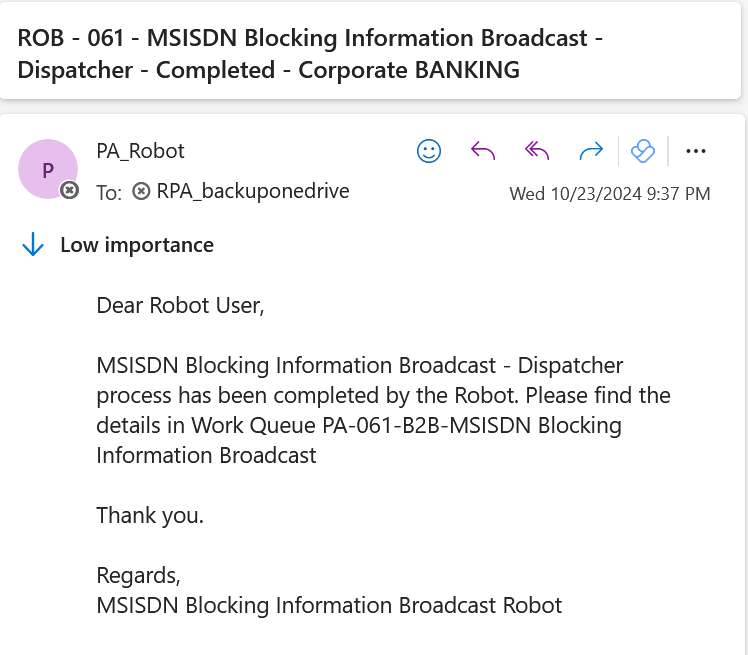 ROB - 061 - MSISDN Blocking Information Broadcast -
Dispatcher - Completed - Corporate BANKING
P
PA_Robot
To: RPA_backuponedrive
Wed 10/23/2024 9:37 PM
Low importance
Dear Robot User,
MSISDN Blocking Information Broadcast - Dispatcher
process has been completed by the Robot. Please find the
details in Work Queue PA-061-B2B-MSISDN Blocking
Information Broadcast
Thank you.
Regards,
MSISDN Blocking Information Broadcast Robot